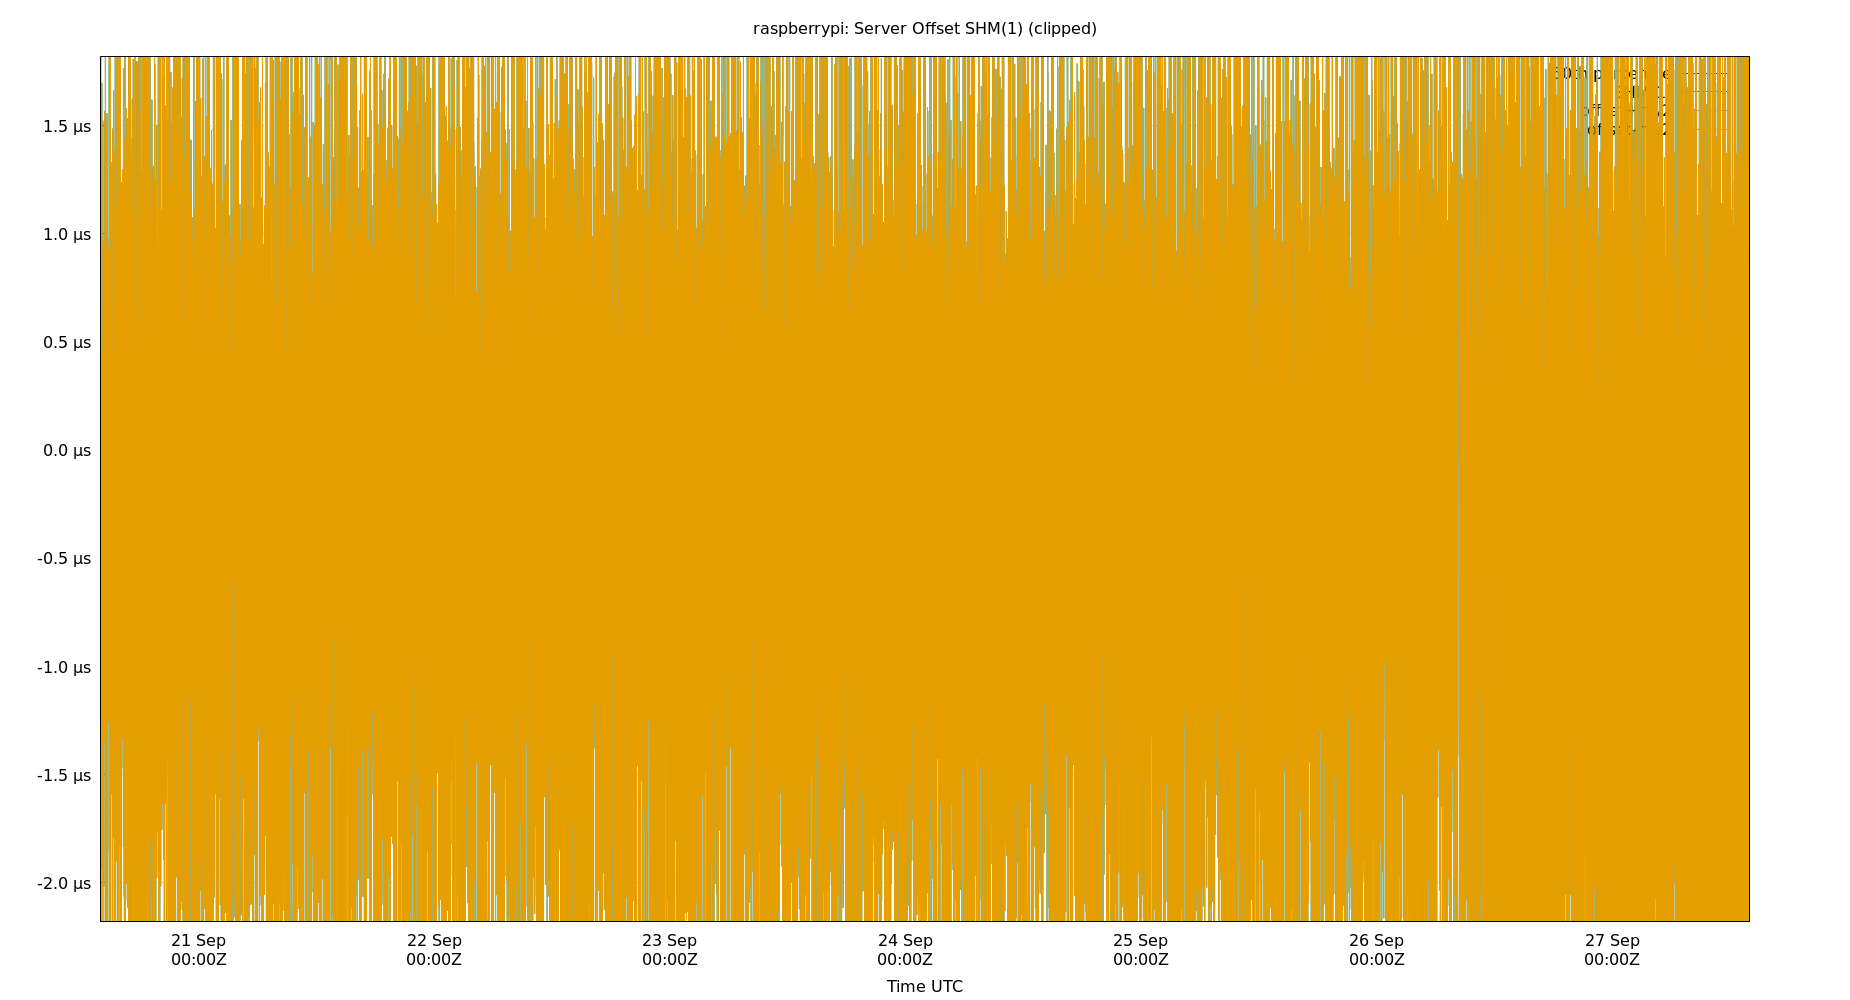 raspberrypi: Server Offset SHM(1) (clipped)
1.5 µs
1.0 µs
0.5 µs
0.0 µs
-0.5 µs
-1.0 µs
-1.5 µs
-2.0 µs
21 Sep 22 Sep 23 Sep 24 Sep 25 Sep 26 Sep 27 Sep
00:00Z 00:00Z 00:00Z 00:00Z 00:00Z 00:00Z 00:00Z
Time UTC